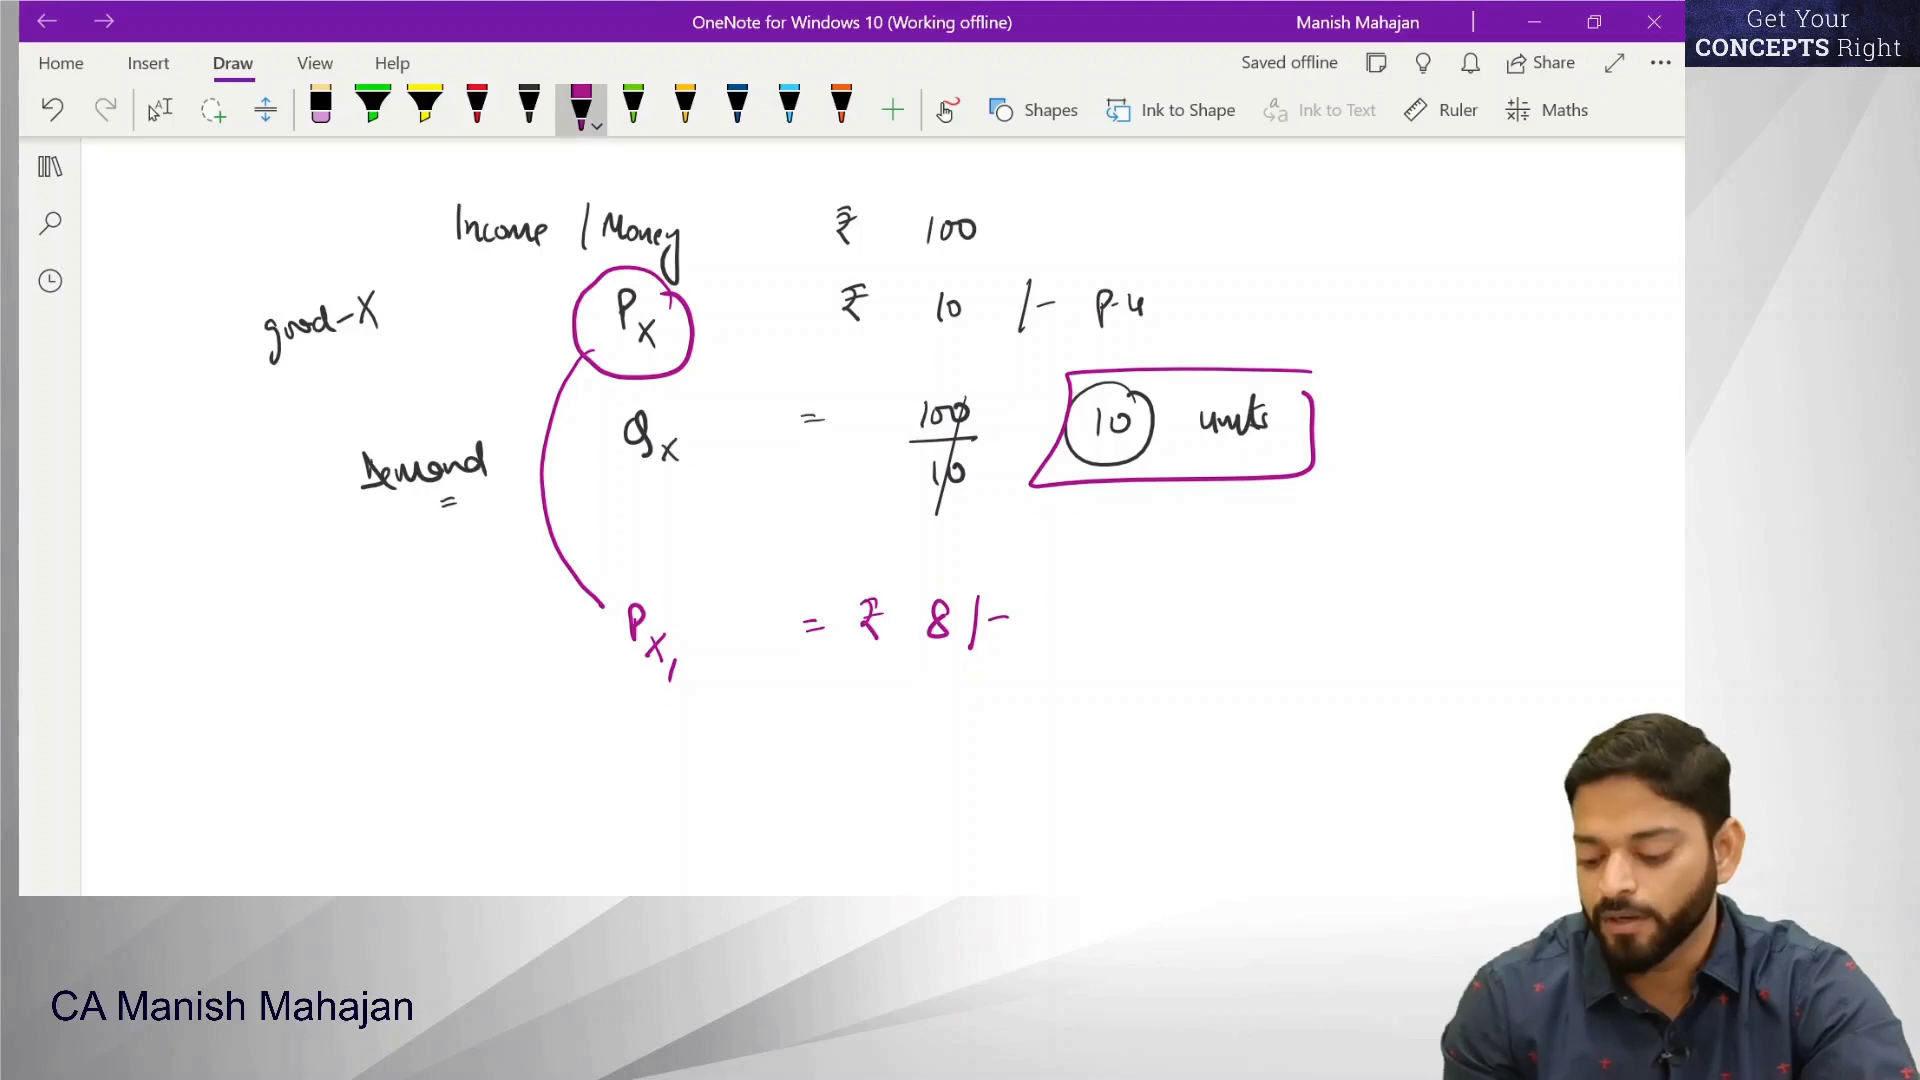 OneNote for Windows 10 (Working offline)
Manish Mahajan
Get Your
CONCEPTS Right
Home Insert Draw View Help
Saved offline
Share
Shapes
Ink to Shape
Ink to Text
Ruler
Maths
Income / Money ₹ 100
good-X Px ₹ 10 /- p.u
Qx = 100/10 10 units
Demand
=
Px1 = ₹ 8/-
CA Manish Mahajan